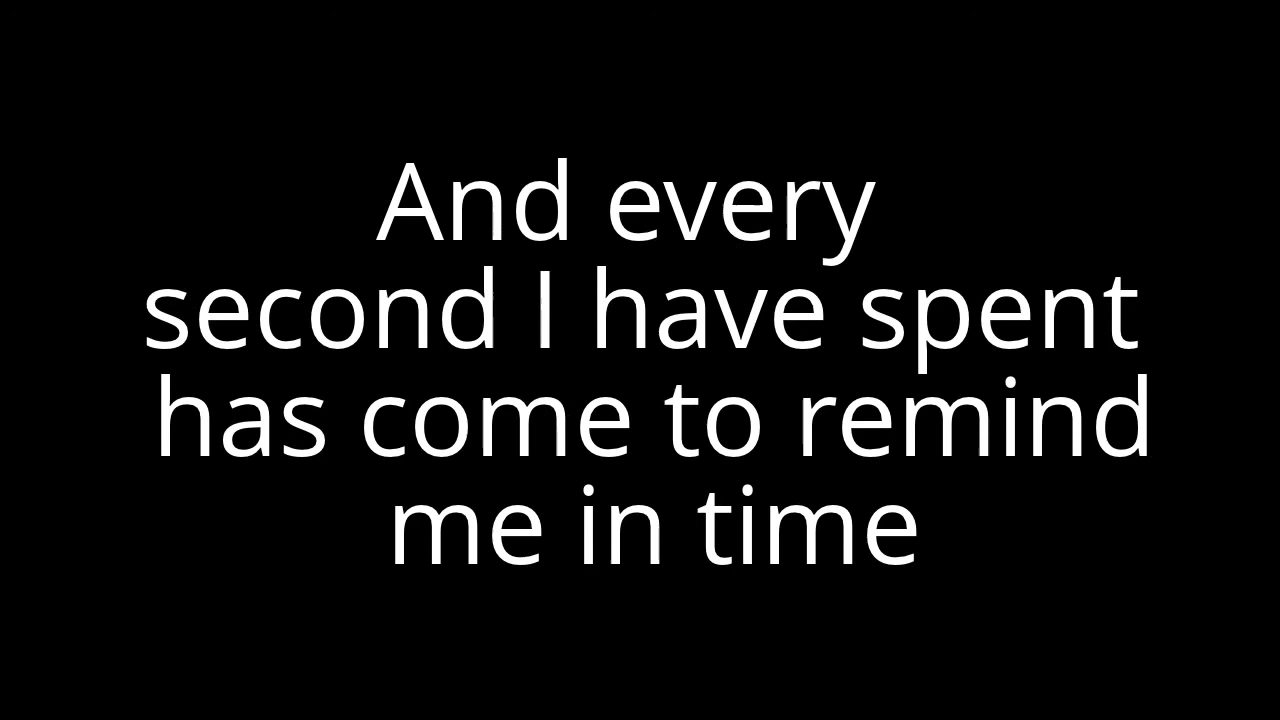 And every
second I have spent
has come to remind
me in time